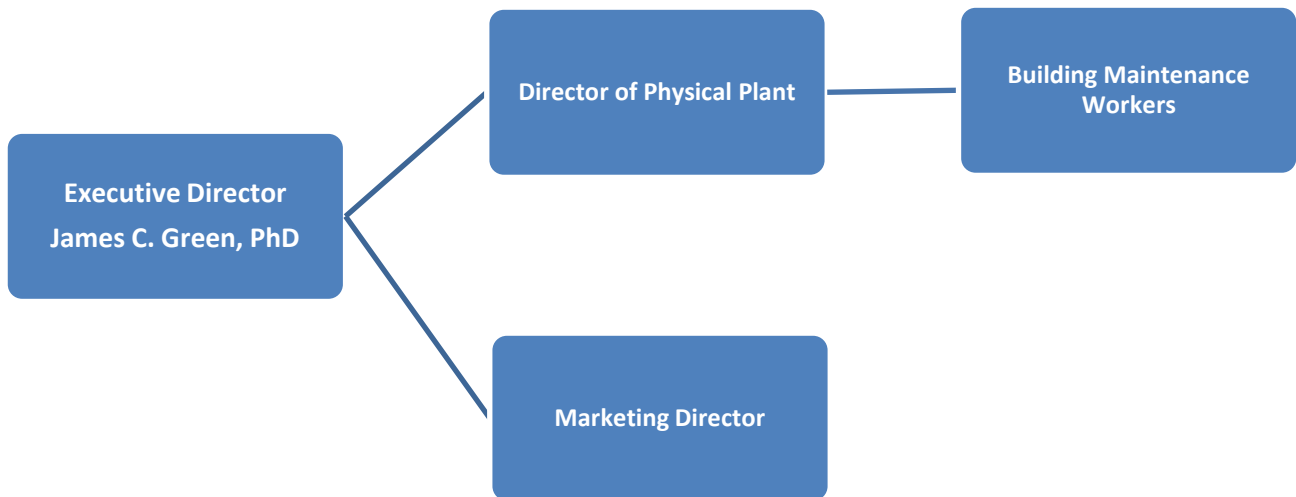 Director of Physical Plant
Building Maintenance
Workers
Executive Director
James C. Green, PhD
Marketing Director